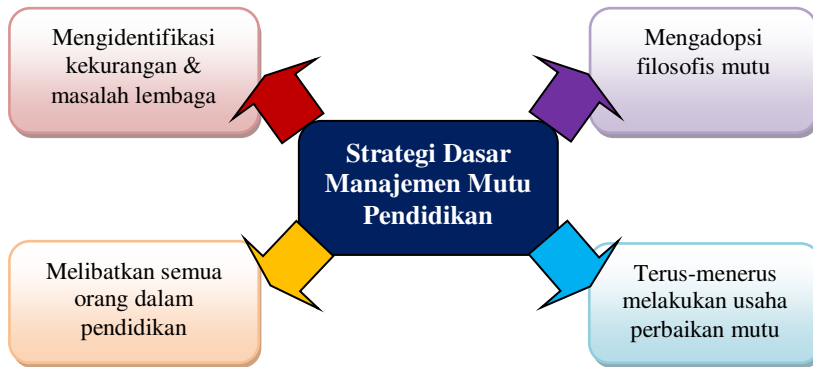 Mengidentifikasi
kekurangan &
masalah lembaga
Mengadopsi
filosofis mutu
Strategi Dasar
Manajemen Mutu
Pendidikan
Melibatkan semua
orang dalam
pendidikan
Terus-menerus
melakukan usaha
perbaikan mutu